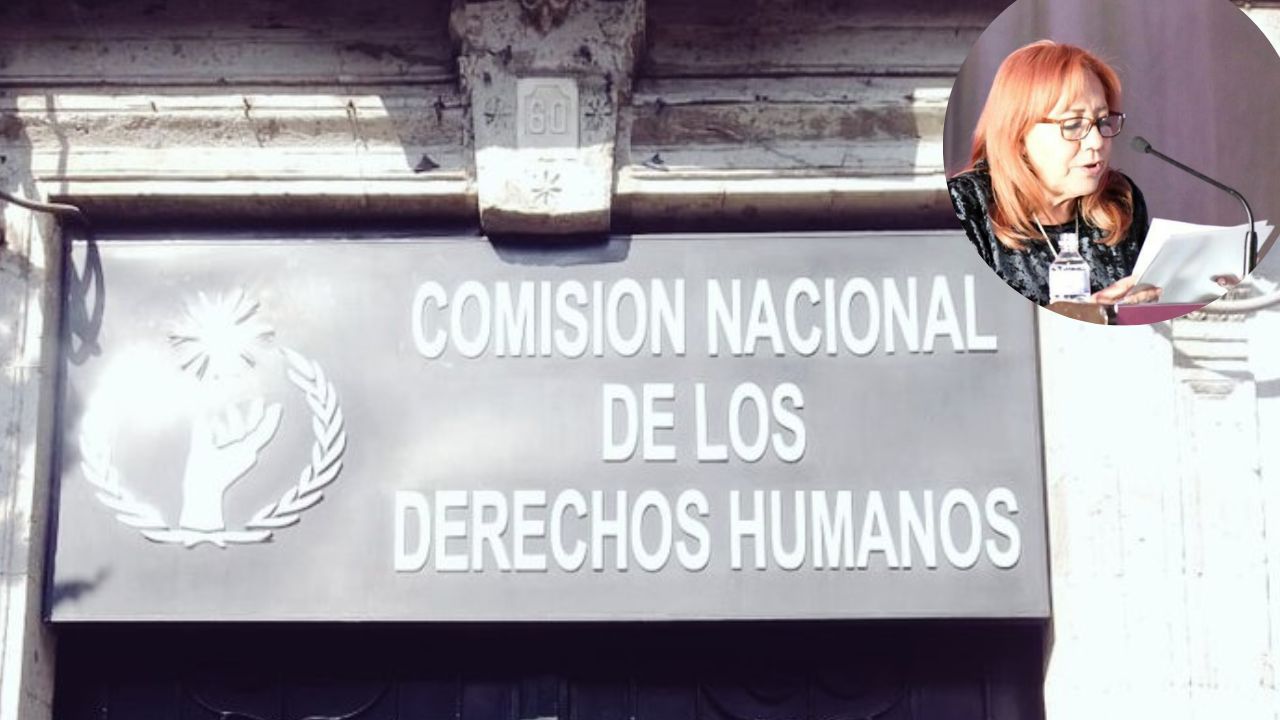 60
COMISION NACIONAL
DE LOS
DERECHOS HUMANOS